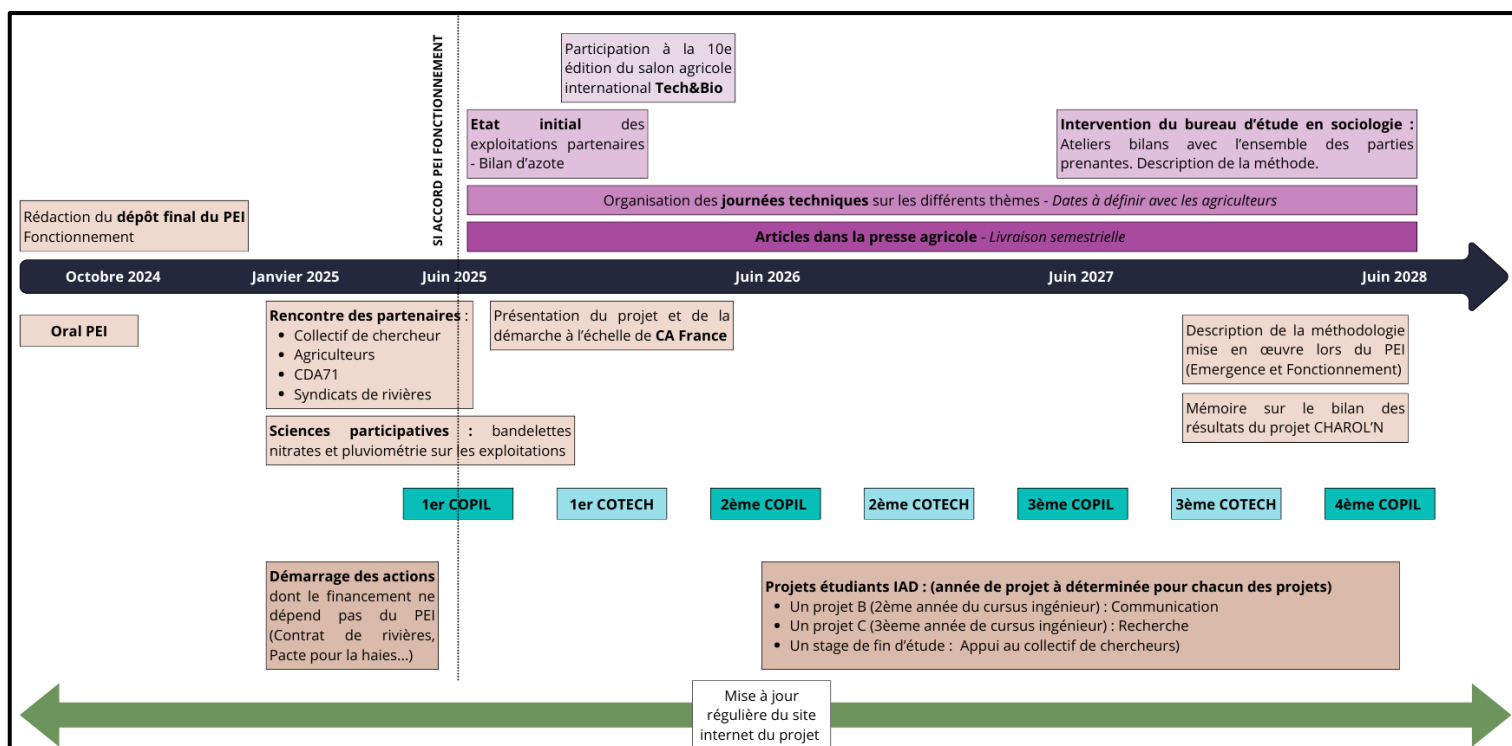 SI ACCORD PEI FONCTIONNEMENT
Participation à la 10e
édition du salon agricole
international Tech&Bio
Etat initial des
exploitations partenaires
- Bilan d'azote
Intervention du bureau d'étude en sociologie :
Ateliers bilans avec l'ensemble des parties
prenantes. Description de la méthode.
Organisation des journées techniques sur les différents thèmes - Dates à définir avec les agriculteurs
Rédaction du dépôt final du PEI
Fonctionnement
Articles dans la presse agricole - Livraison semestrielle
Octobre 2024
Janvier 2025
Juin 2025
Juin 2026
Juin 2027
Juin 2028
Oral PEI
Rencontre des partenaires :
• Collectif de chercheur
• Agriculteurs
• CDA71
• Syndicats de rivières
Présentation du projet et de la
démarche à l'échelle de CA France
Description de la méthodologie
mise en œuvre lors du PEI
(Emergence et Fonctionnement)
Mémoire sur le bilan des
résultats du projet CHAROL'N
Sciences participatives : bandelettes
nitrates et pluviométrie sur les exploitations
1er COPIL
1er COTECH
2ème COPIL
2ème COTECH
3ème COPIL
3ème COTECH
4ème COPIL
Démarrage des actions
dont le financement ne
dépend pas du PEI
(Contrat de rivières,
Pacte pour la haies...)
Projets étudiants IAD : (année de projet à déterminée pour chacun des projets)
• Un projet B (2ème année du cursus ingénieur) : Communication
• Un projet C (3èeme année de cursus ingénieur) : Recherche
• Un stage de fin d'étude : Appui au collectif de chercheurs)
Mise à jour
régulière du site
internet du projet